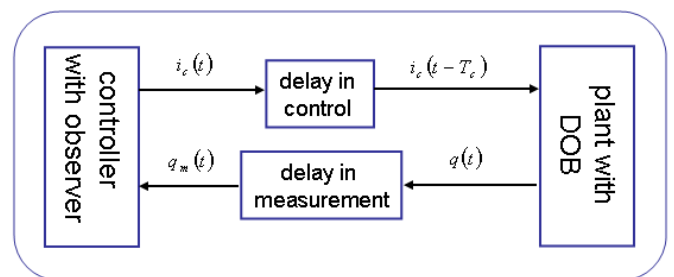 controller
with observer
i_c(t)
delay in
control
i_c(t − T_c)
q_m(t)
delay in
measurement
q(t)
plant with
DOB